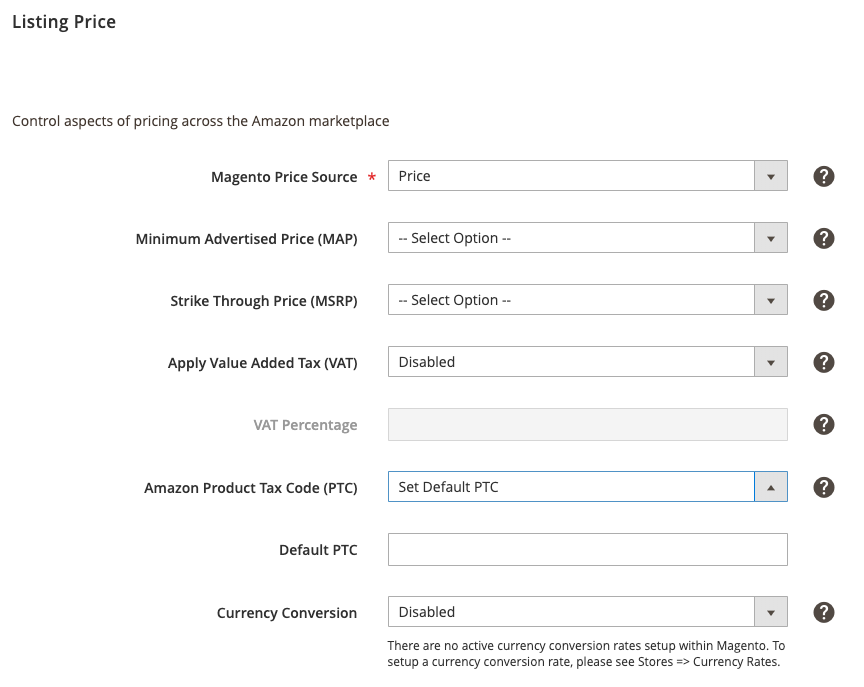 Listing Price
Control aspects of pricing across the Amazon marketplace
Magento Price Source * Price
Minimum Advertised Price (MAP) -- Select Option --
Strike Through Price (MSRP) -- Select Option --
Apply Value Added Tax (VAT) Disabled
VAT Percentage
Amazon Product Tax Code (PTC) Set Default PTC
Default PTC
Currency Conversion Disabled
There are no active currency conversion rates setup within Magento. To
setup a currency conversion rate, please see Stores => Currency Rates.